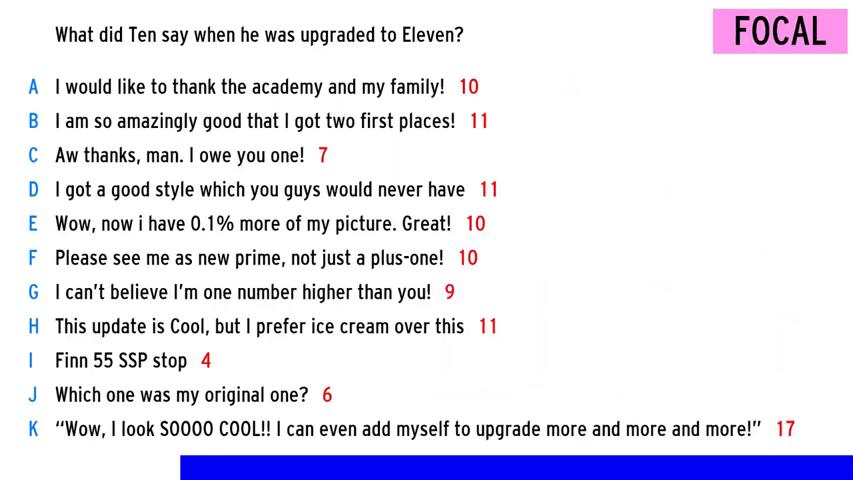 What did Ten say when he was upgraded to Eleven?
FOCAL
A I would like to thank the academy and my family! 10
B I am so amazingly good that I got two first places! 11
C Aw thanks, man. I owe you one! 7
D I got a good style which you guys would never have 11
E Wow, now i have 0.1% more of my picture. Great! 10
F Please see me as new prime, not just a plus-one! 10
G I can't believe I'm one number higher than you! 9
H This update is Cool, but I prefer ice cream over this 11
I Finn 55 SSP stop 4
J Which one was my original one? 6
K “Wow, I look SOOOO COOL!! I can even add myself to upgrade more and more and more!” 17